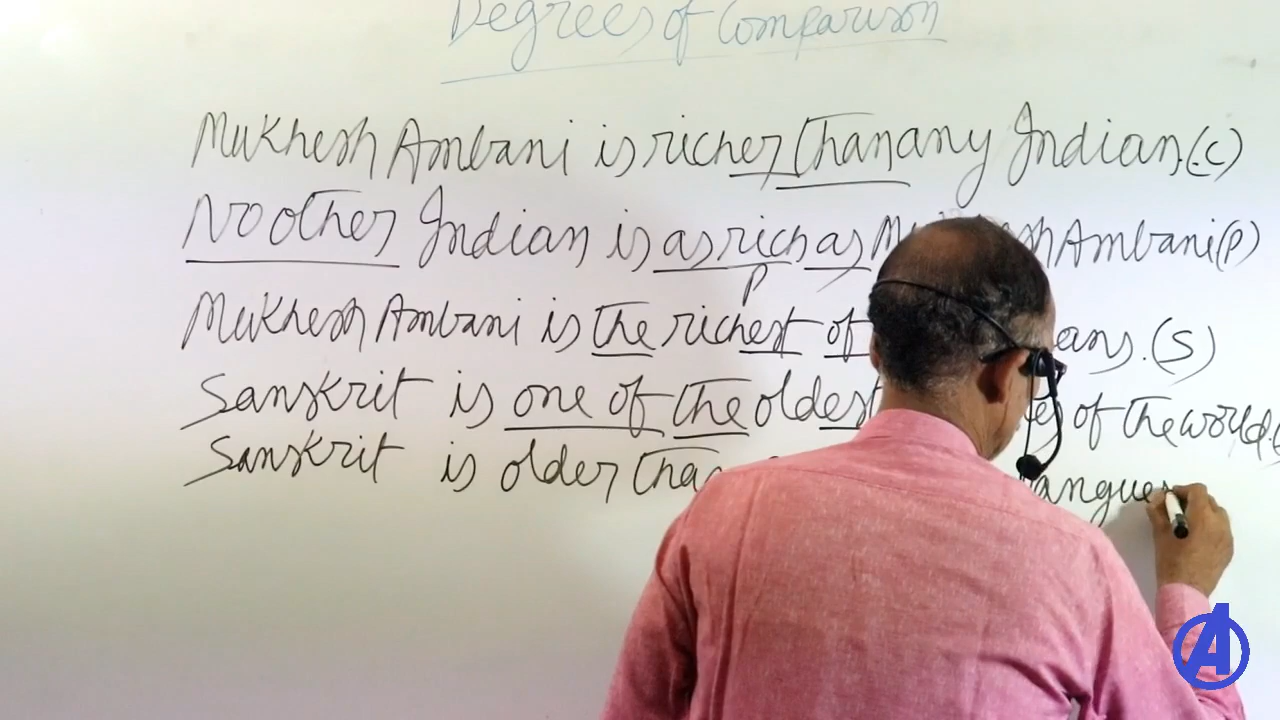 Degrees of Comparison
Mukhesh Ambani is richer than any Indian.(C)
No other Indian is as rich as Ambani(P)
P
Mukhesh Ambani is the richest of (S)
Sanskrit is one of the oldest of the world.
Sanskrit is older